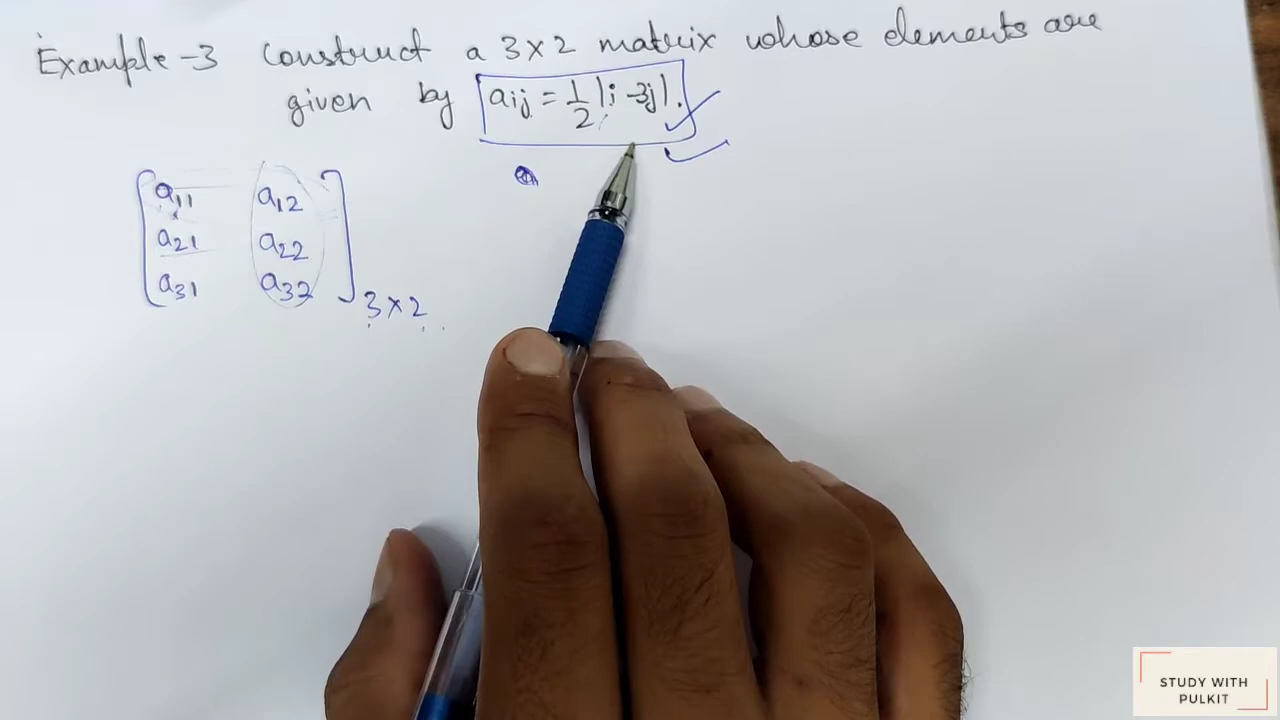 Example -3 Construct a 3 x 2 matrix whose elements are
given by aij = 1/2 |i -3j|.
a11 a12
a21 a22
a31 a32
3 x 2
STUDY WITH
PULKIT